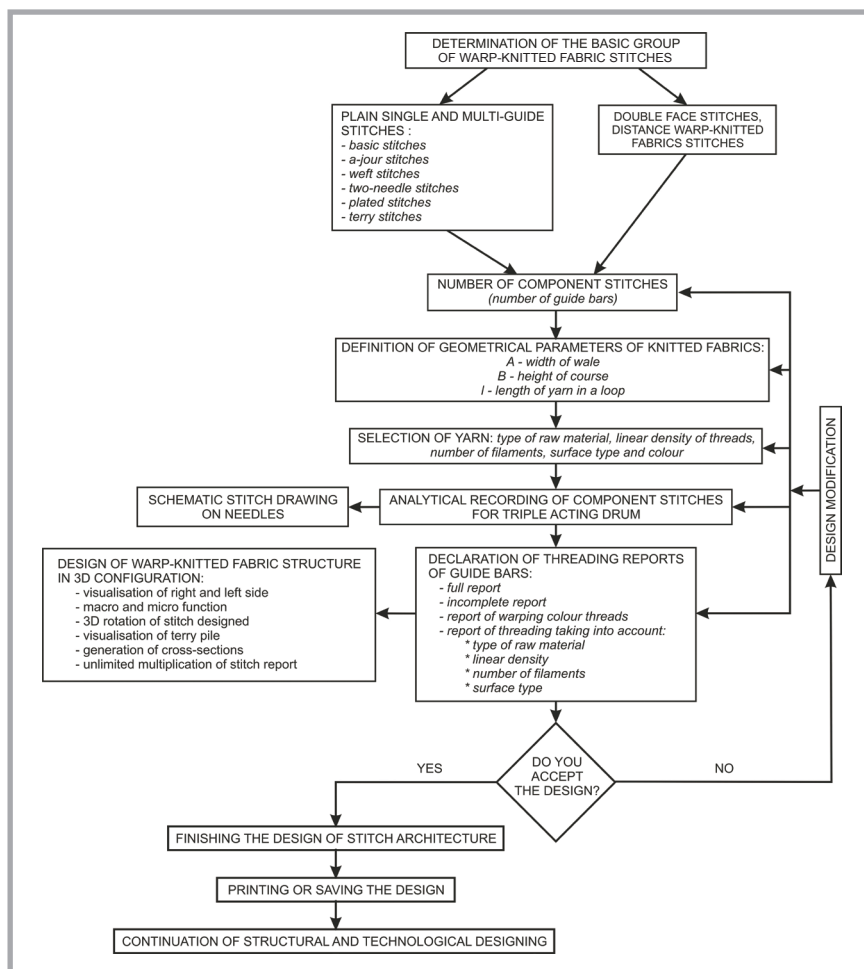 DETERMINATION OF THE BASIC GROUP
OF WARP-KNITTED FABRIC STITCHES
PLAIN SINGLE AND MULTI-GUIDE
STITCHES :
- basic stitches
- a-jour stitches
- weft stitches
- two-needle stitches
- plated stitches
- terry stitches
DOUBLE FACE STITCHES,
DISTANCE WARP-KNITTED
FABRICS STITCHES
NUMBER OF COMPONENT STITCHES
(number of guide bars)
DEFINITION OF GEOMETRICAL PARAMETERS OF KNITTED FABRICS:
A - width of wale
B - height of course
l - length of yarn in a loop
SELECTION OF YARN: type of raw material, linear density of threads,
number of filaments, surface type and colour
SCHEMATIC STITCH DRAWING
ON NEEDLES
ANALYTICAL RECORDING OF COMPONENT STITCHES
FOR TRIPLE ACTING DRUM
DESIGN MODIFICATION
DESIGN OF WARP-KNITTED FABRIC STRUCTURE
IN 3D CONFIGURATION:
- visualisation of right and left side
- macro and micro function
- 3D rotation of stitch designed
- visualisation of terry pile
- generation of cross-sections
- unlimited multiplication of stitch report
DECLARATION OF THREADING REPORTS
OF GUIDE BARS:
- full report
- incomplete report
- report of warping colour threads
- report of threading taking into account:
* type of raw material
* linear density
* number of filaments
* surface type
YES
DO YOU
ACCEPT
THE DESIGN?
NO
FINISHING THE DESIGN OF STITCH ARCHITECTURE
PRINTING OR SAVING THE DESIGN
CONTINUATION OF STRUCTURAL AND TECHNOLOGICAL DESIGNING